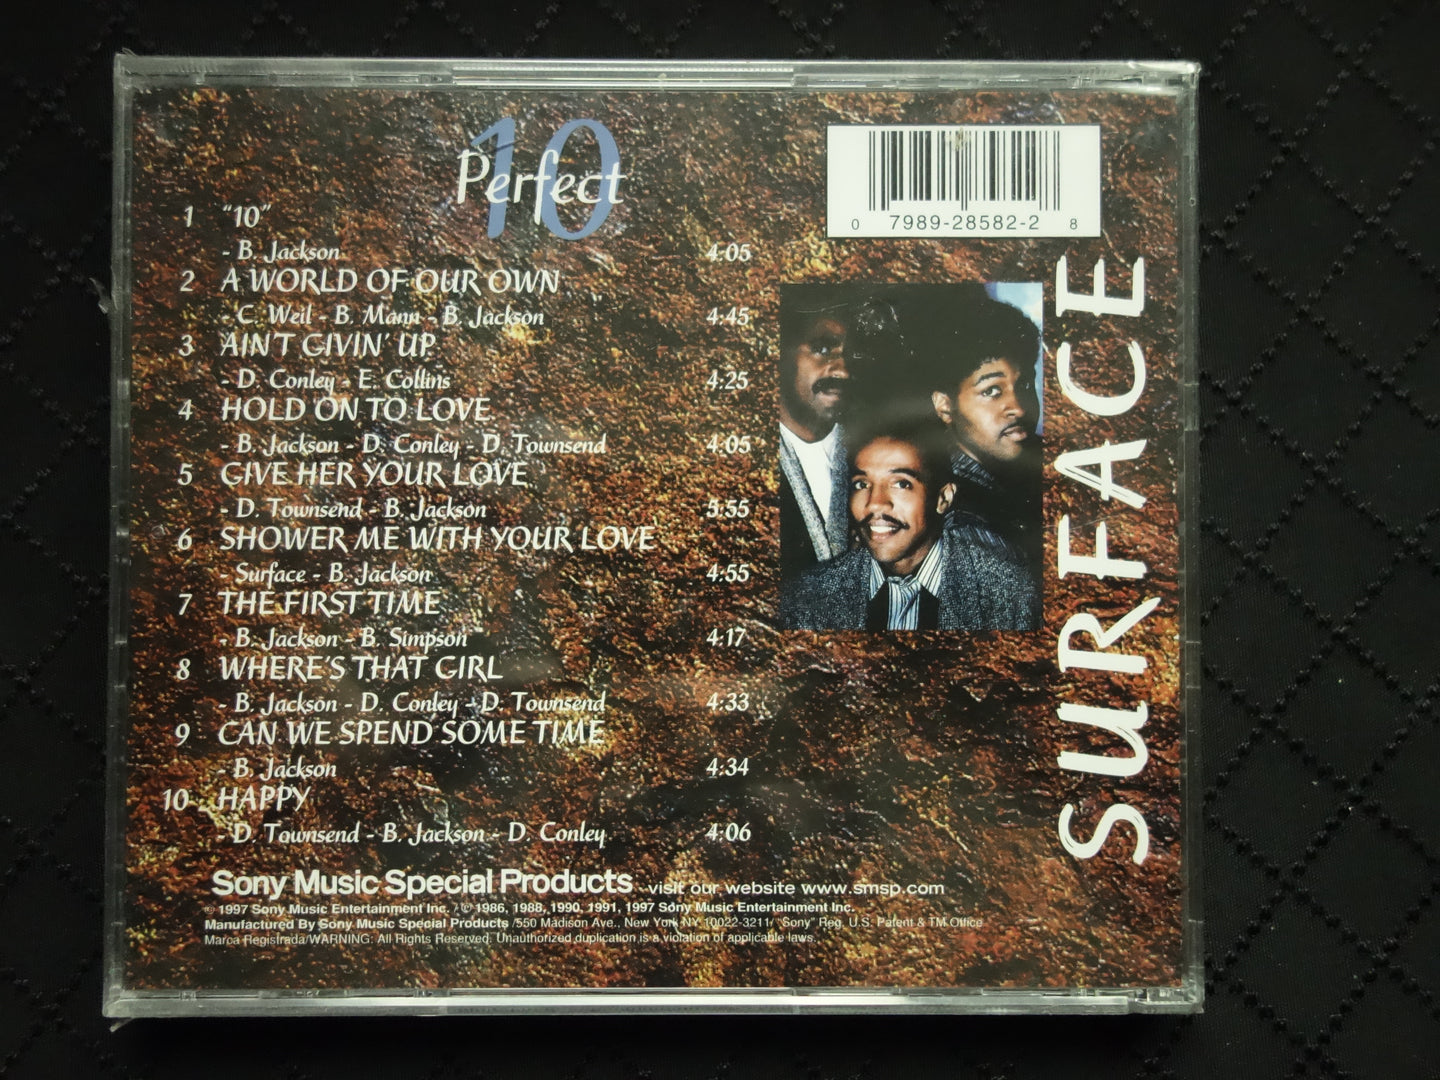 Perfect 10
1 "10"
- B. Jackson 4:05
2 A WORLD OF OUR OWN
- C. Weil - B. Mann - B. Jackson 4:45
3 AIN'T GIVIN' UP
- D. Conley - E. Collins 4:25
4 HOLD ON TO LOVE
- B. Jackson - D. Conley - D. Townsend 4:05
5 GIVE HER YOUR LOVE
- D. Townsend - B. Jackson 5:55
6 SHOWER ME WITH YOUR LOVE
- Surface - B. Jackson 4:55
7 THE FIRST TIME
- B. Jackson - B. Simpson 4:17
8 WHERE'S THAT GIRL
- B. Jackson - D. Conley - D. Townsend 4:33
9 CAN WE SPEND SOME TIME
- B. Jackson 4:34
10 HAPPY
- D. Townsend - B. Jackson - D. Conley 4:06
0 7989-28582-2 8
SURFACE
Sony Music Special Products visit our website www.smsp.com
℗ 1997 Sony Music Entertainment Inc. / ℗ 1986, 1988, 1990, 1991, 1997 Sony Music Entertainment Inc.
Manufactured By Sony Music Special Products /550 Madison Ave., New York NY 10022-3211/ "Sony" Reg. U.S. Patent & TM Office
Marca Registrada/WARNING: All Rights Reserved. Unauthorized duplication is a violation of applicable laws.